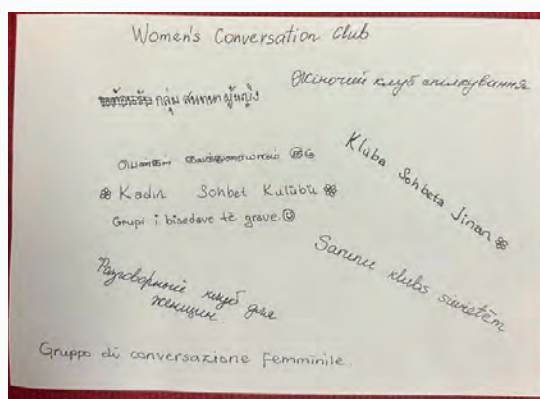 Women's Conversation Club
Жіночий клуб спілкування
กลุ่มสนทนาผู้หญิง
பெண்கள்
❀ Kadın Sohbet Kulübü ❀
Grupi i bisedave të grave ☺
Kluba Sohbeta Jinan ❀
Sarunu klubs sievietēm
Разговорный клуб для
женщин
Gruppo di conversazione femminile.